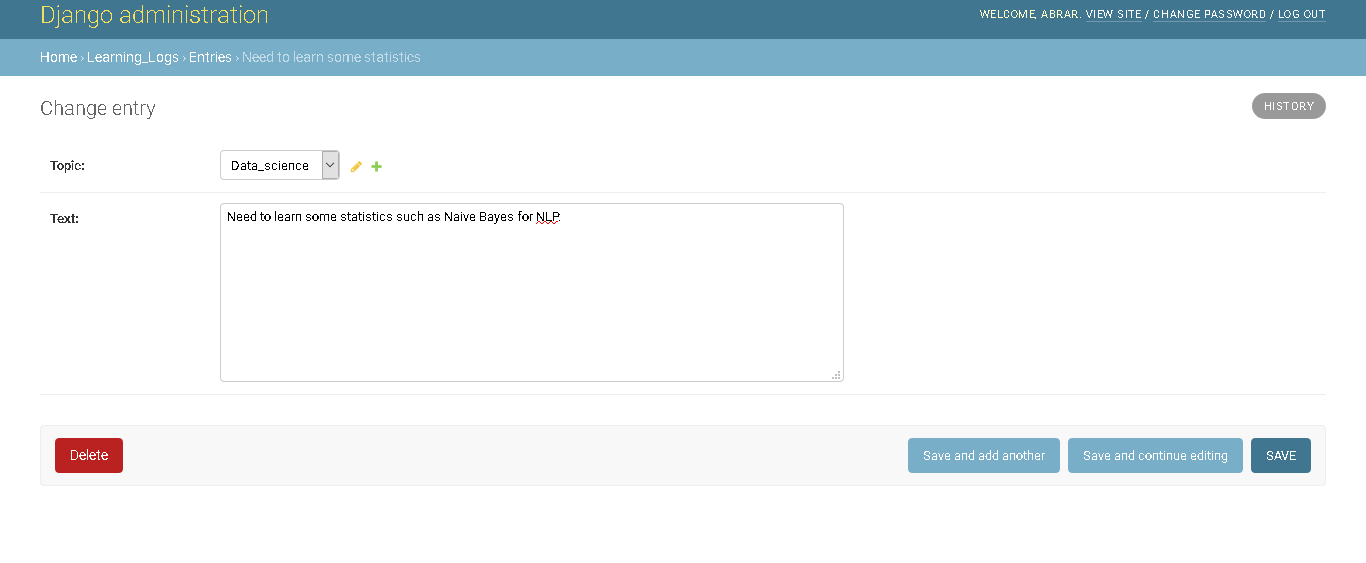 Django administration
WELCOME, ABRAR. VIEW SITE / CHANGE PASSWORD / LOG OUT
Home › Learning_Logs › Entries › Need to learn some statistics
Change entry
HISTORY
Topic:
Data_science
Text:
Need to learn some statistics such as Naive Bayes for NLP.
Delete
Save and add another
Save and continue editing
SAVE